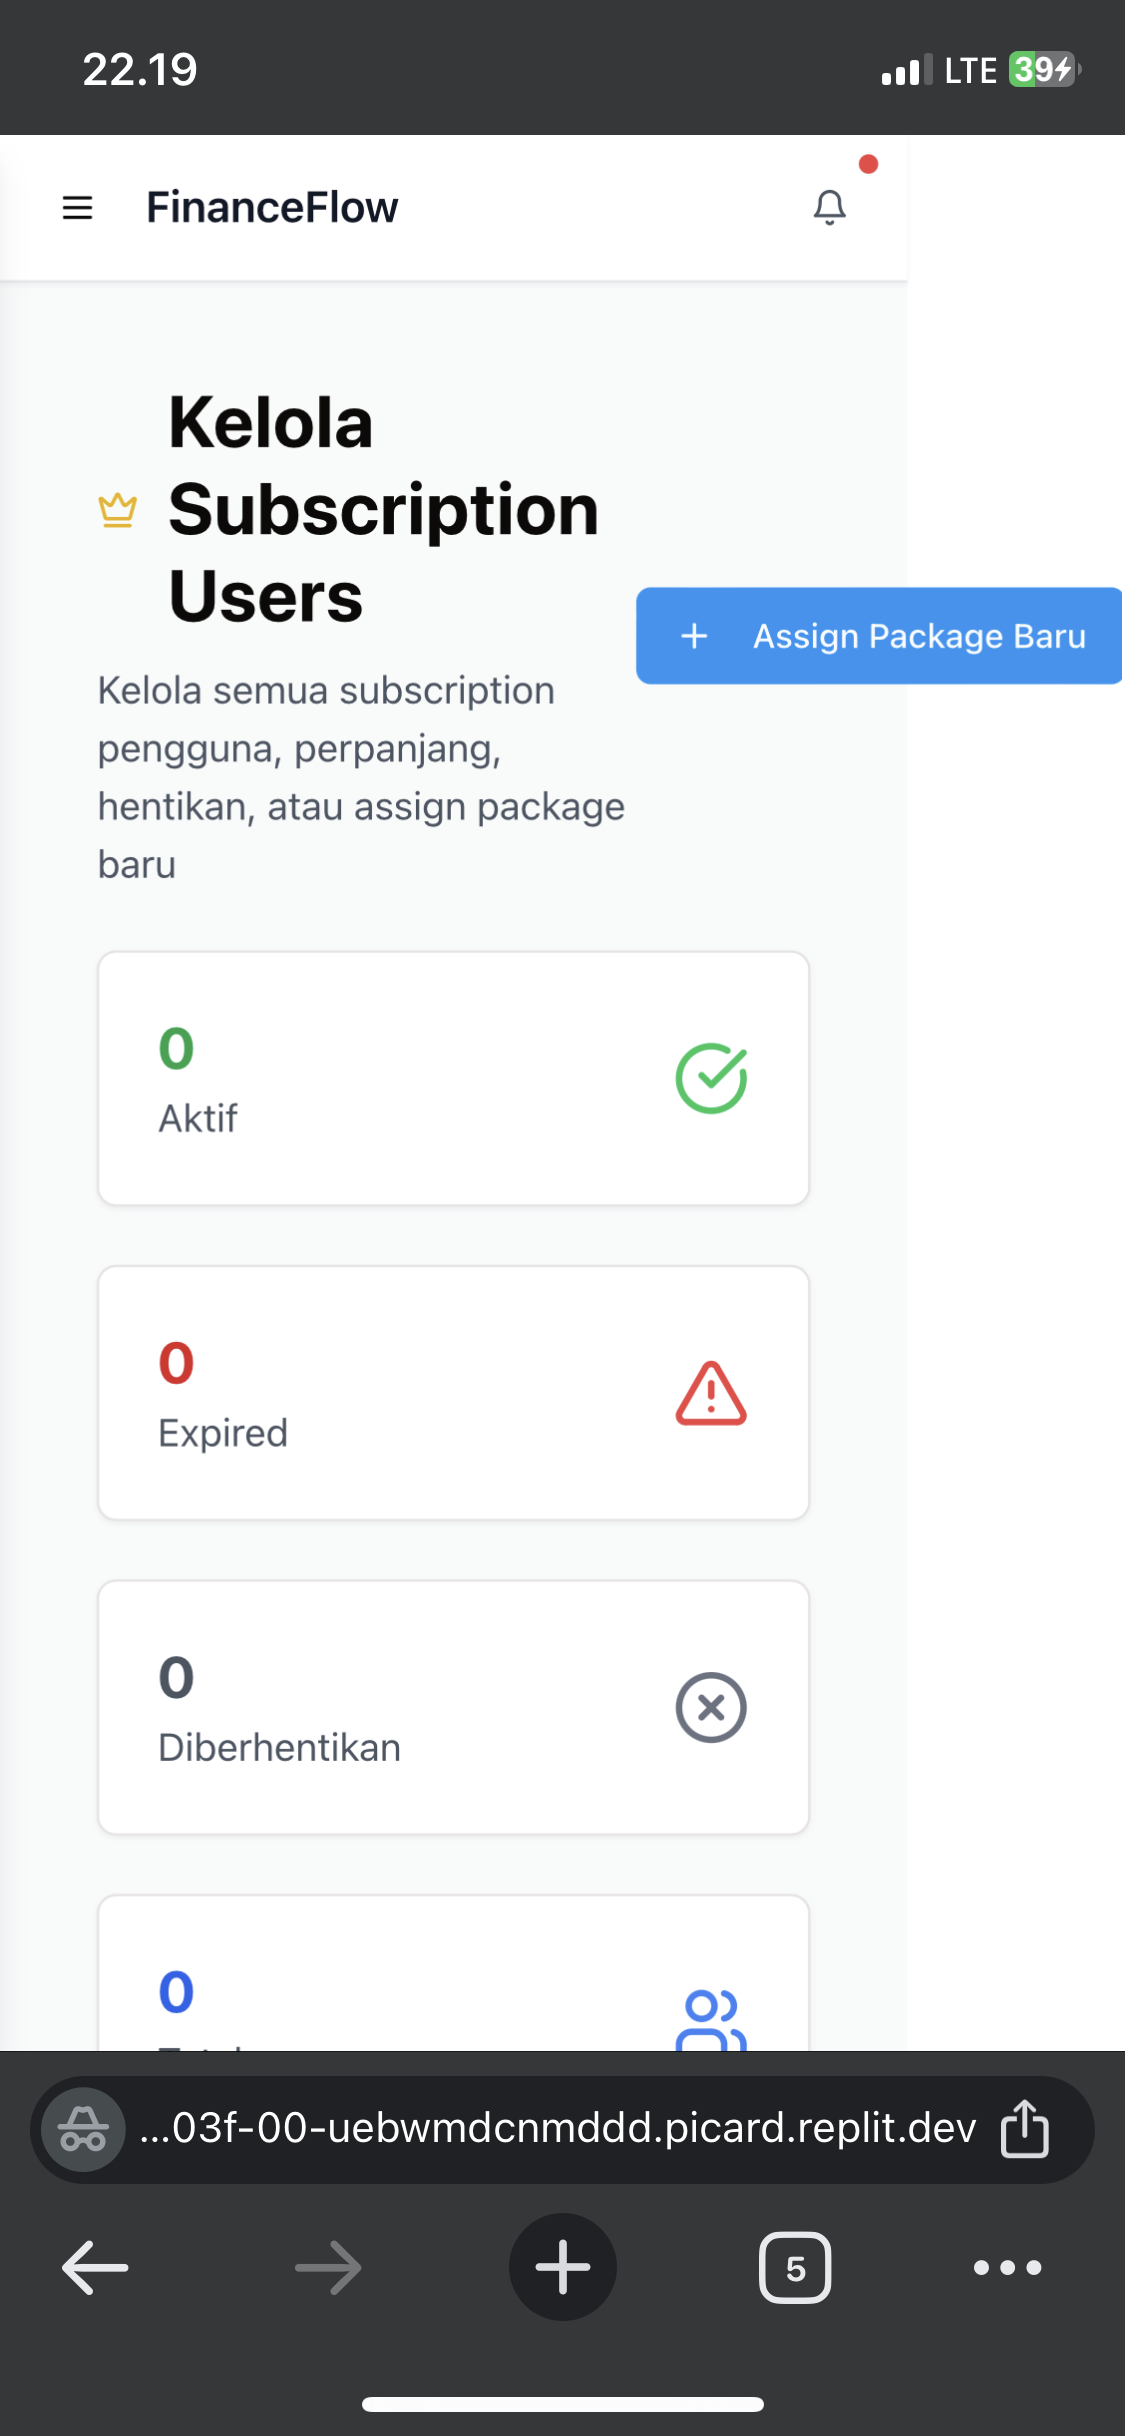 22.19
LTE 39
FinanceFlow
Kelola
Subscription
Users
Assign Package Baru
Kelola semua subscription
pengguna, perpanjang,
hentikan, atau assign package
baru
0
Aktif
0
Expired
0
Diberhentikan
0
...03f-00-uebwmdcnmddd.picard.replit.dev
5